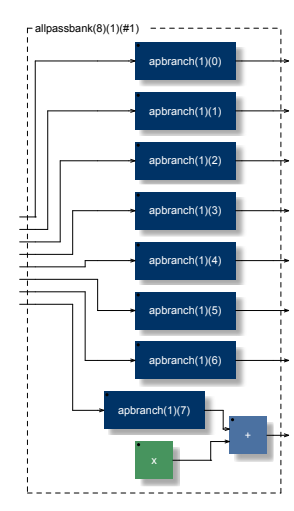 allpassbank(8)(1)(#1)
apbranch(1)(0)
apbranch(1)(1)
apbranch(1)(2)
apbranch(1)(3)
apbranch(1)(4)
apbranch(1)(5)
apbranch(1)(6)
apbranch(1)(7)
+
x